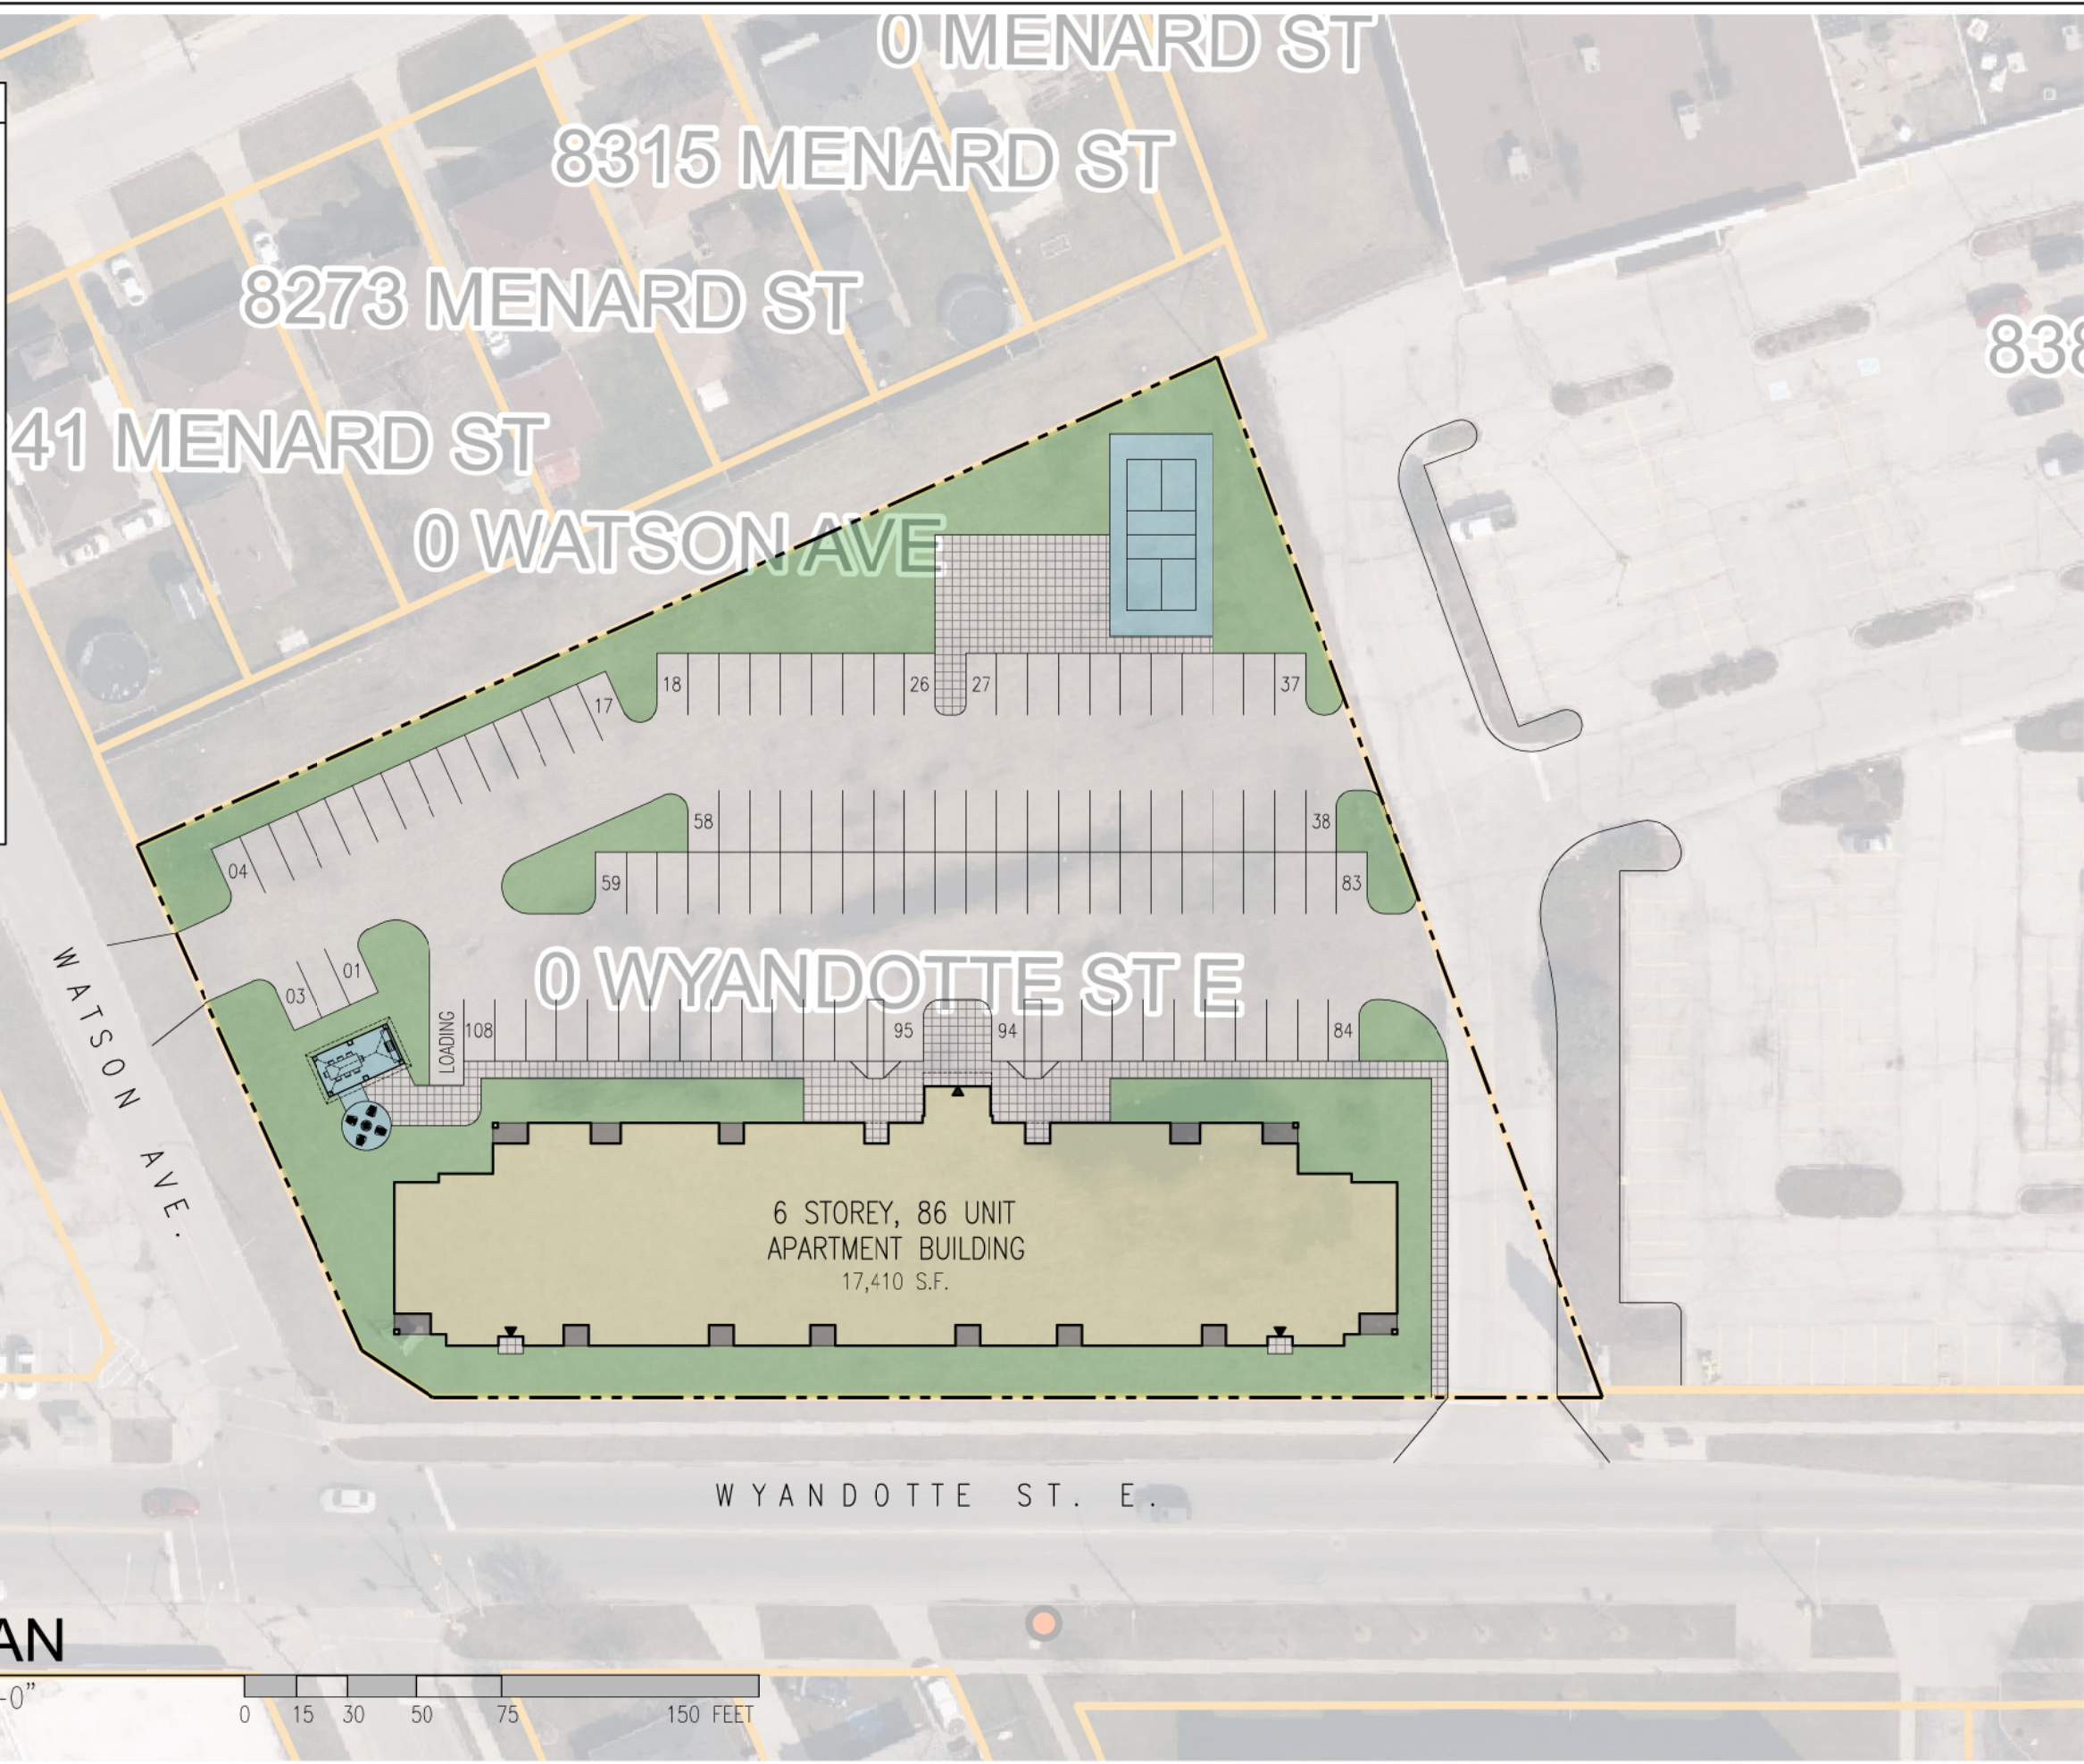 0 MENARD ST
8315 MENARD ST
8273 MENARD ST
838
41 MENARD ST
0 WATSON AVE
18
26
27
37
17
58
38
04
59
83
0 WYANDOTTE ST E
01
03
LOADING
108
95
94
84
WATSON AVE.
6 STOREY, 86 UNIT
APARTMENT BUILDING
17,410 S.F.
WYANDOTTE ST. E.
AN
-0"
0 15 30 50 75 150 FEET